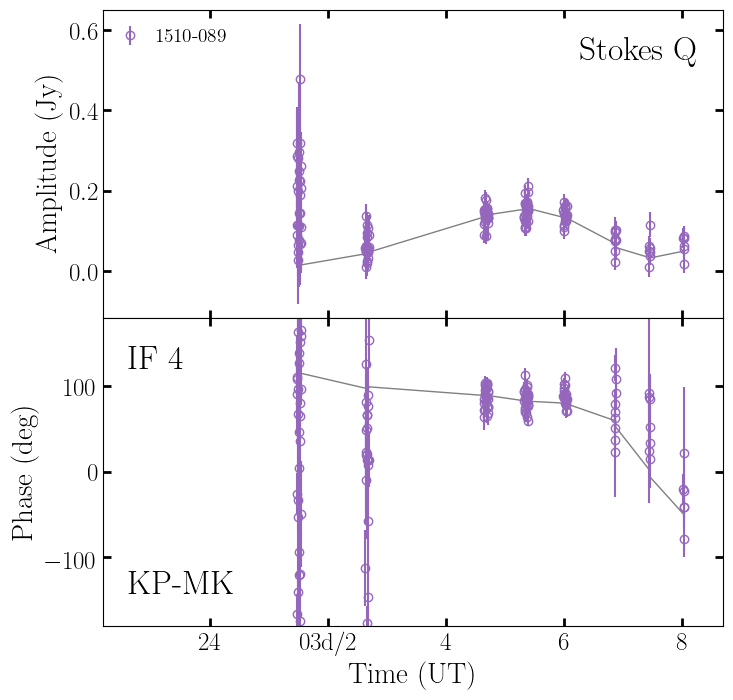 1510-089
Stokes Q
Amplitude (Jy)
0.6
0.4
0.2
0.0
IF 4
KP-MK
Phase (deg)
100
0
−100
24
03d/2
4
6
8
Time (UT)